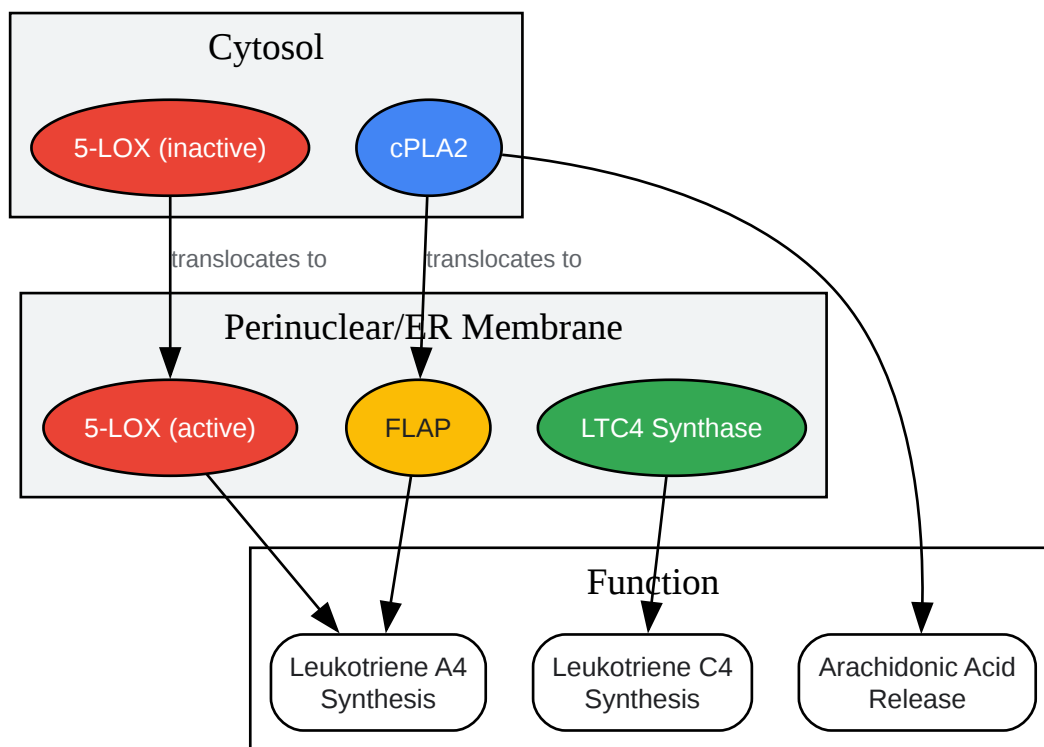 Cytosol
5-LOX (inactive)
cPLA2
translocates to
translocates to
Perinuclear/ER Membrane
5-LOX (active)
FLAP
LTC4 Synthase
Function
Leukotriene A4
Synthesis
Leukotriene C4
Synthesis
Arachidonic Acid
Release